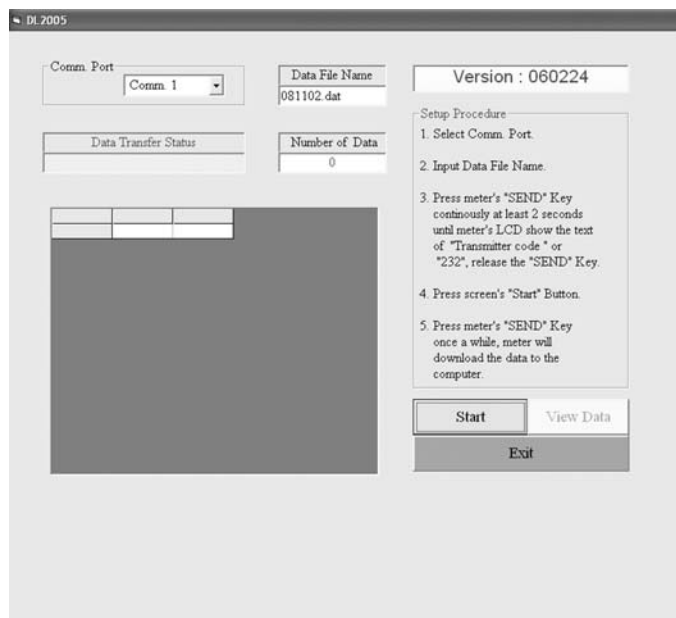 DL2005
Comm. Port
Comm. 1
Data File Name
081102.dat
Version : 060224
Data Transfer Status
Number of Data
0
Setup Procedure
1. Select Comm. Port.
2. Input Data File Name.
3. Press meter's "SEND" Key
continously at least 2 seconds
until meter's LCD show the text
of "Transmitter code " or
"232", release the "SEND" Key.
4. Press screen's "Start" Button.
5. Press meter's "SEND" Key
once a while, meter will
download the data to the
computer.
Start
View Data
Exit